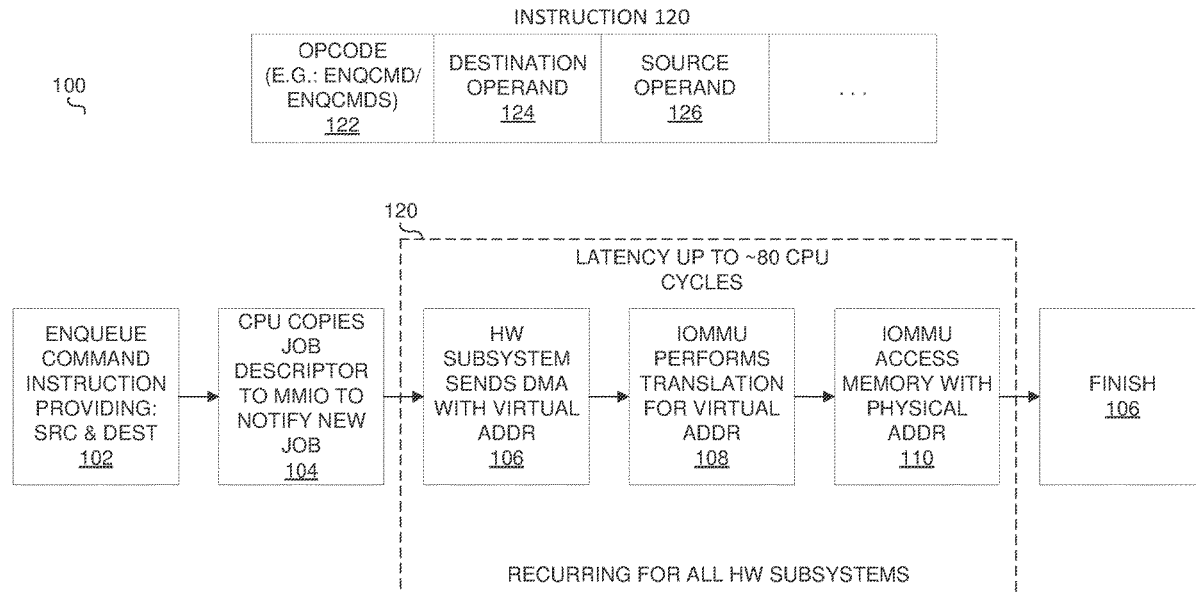 INSTRUCTION 120
OPCODE
(E.G.: ENQCMD/
ENQCMDS)
122
DESTINATION
OPERAND
124
SOURCE
OPERAND
126
...
100
120
LATENCY UP TO ~80 CPU
CYCLES
ENQUEUE
COMMAND
INSTRUCTION
PROVIDING:
SRC & DEST
102
CPU COPIES
JOB
DESCRIPTOR
TO MMIO TO
NOTIFY NEW
JOB
104
HW
SUBSYSTEM
SENDS DMA
WITH VIRTUAL
ADDR
106
IOMMU
PERFORMS
TRANSLATION
FOR VIRTUAL
ADDR
108
IOMMU
ACCESS
MEMORY WITH
PHYSICAL
ADDR
110
FINISH
106
RECURRING FOR ALL HW SUBSYSTEMS